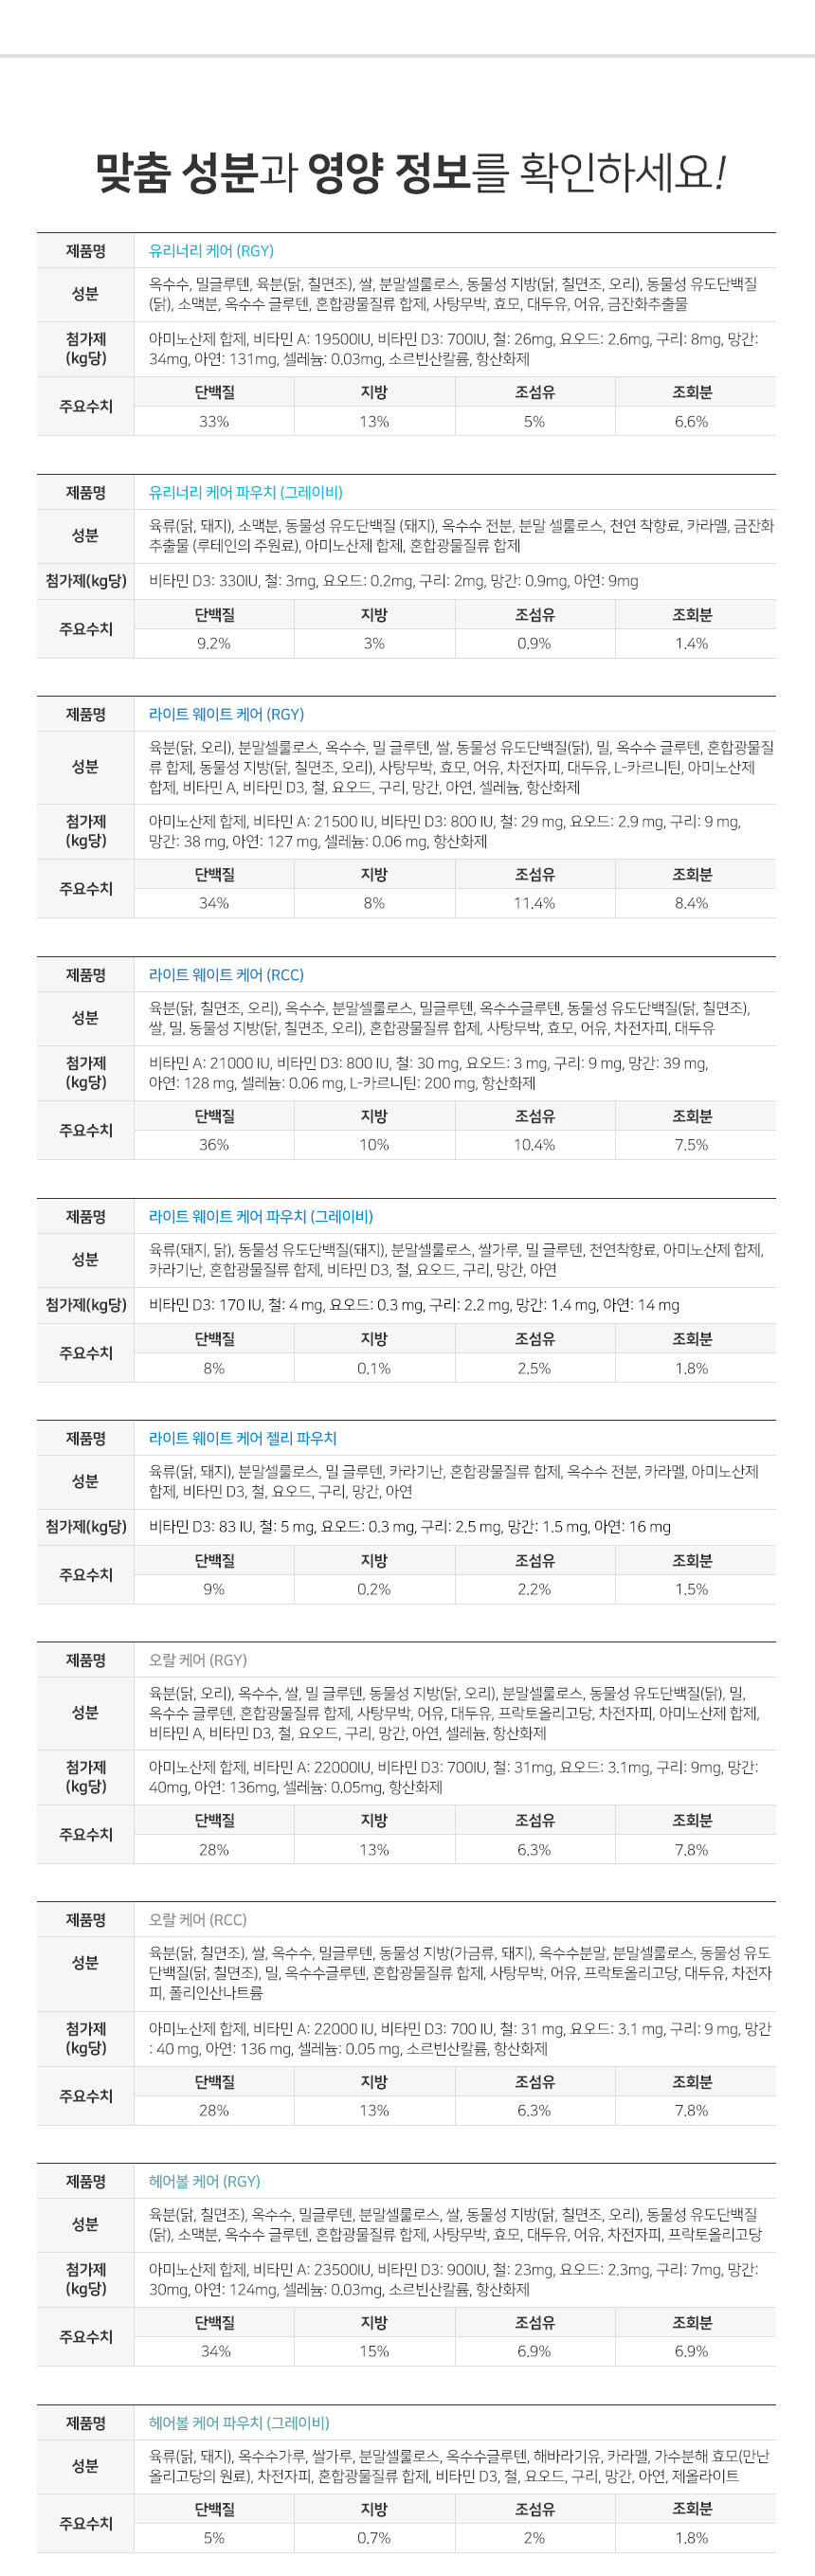 맞춤 성분과 영양 정보를 확인하세요!
제품명 유리너리 케어 (RGY)
성분 옥수수, 밀글루텐, 육분(닭, 칠면조), 쌀, 분말셀룰로스, 동물성 지방(닭, 칠면조, 오리), 동물성 유도단백질
(닭), 소맥분, 옥수수 글루텐, 혼합광물질류 합제, 사탕무박, 효모, 대두유, 어유, 금잔화추출물
첨가제
(kg당)
아미노산제 합제, 비타민 A: 19500IU, 비타민 D3: 700IU, 철: 26mg, 요오드: 2.6mg, 구리: 8mg, 망간:
34mg, 아연: 131mg, 셀레늄: 0.03mg, 소르빈산칼륨, 항산화제
주요수치
단백질 지방 조섬유 조회분
33% 13% 5% 6.6%
제품명 유리너리 케어 파우치 (그레이비)
성분 육류(닭, 돼지), 소맥분, 동물성 유도단백질 (돼지), 옥수수 전분, 분말 셀룰로스, 천연 착향료, 카라멜, 금잔화
추출물 (루테인의 주원료), 아미노산제 합제, 혼합광물질류 합제
첨가제(kg당) 비타민 D3: 330IU, 철: 3mg, 요오드: 0.2mg, 구리: 2mg, 망간: 0.9mg, 아연: 9mg
주요수치
단백질 지방 조섬유 조회분
9.2% 3% 0.9% 1.4%
제품명 라이트 웨이트 케어 (RGY)
성분 육분(닭, 오리), 분말셀룰로스, 옥수수, 밀 글루텐, 쌀, 동물성 유도단백질(닭), 밀, 옥수수 글루텐, 혼합광물질
류 합제, 동물성 지방(닭, 칠면조, 오리), 사탕무박, 효모, 어유, 차전자피, 대두유, L-카르니틴, 아미노산제
합제, 비타민 A, 비타민 D3, 철, 요오드, 구리, 망간, 아연, 셀레늄, 항산화제
첨가제
(kg당)
아미노산제 합제, 비타민 A: 21500 IU, 비타민 D3: 800 IU, 철: 29 mg, 요오드: 2.9 mg, 구리: 9 mg,
망간: 38 mg, 아연: 127 mg, 셀레늄: 0.06 mg, 항산화제
주요수치
단백질 지방 조섬유 조회분
34% 8% 11.4% 8.4%
제품명 라이트 웨이트 케어 (RCC)
성분 육분(닭, 칠면조, 오리), 옥수수, 분말셀룰로스, 밀글루텐, 옥수수글루텐, 동물성 유도단백질(닭, 칠면조),
쌀, 밀, 동물성 지방(닭, 칠면조, 오리), 혼합광물질류 합제, 사탕무박, 효모, 어유, 차전자피, 대두유
첨가제
(kg당)
비타민 A: 21000 IU, 비타민 D3: 800 IU, 철: 30 mg, 요오드: 3 mg, 구리: 9 mg, 망간: 39 mg,
아연: 128 mg, 셀레늄: 0.06 mg, L-카르니틴: 200 mg, 항산화제
주요수치
단백질 지방 조섬유 조회분
36% 10% 10.4% 7.5%
제품명 라이트 웨이트 케어 파우치 (그레이비)
성분 육류(돼지, 닭), 동물성 유도단백질(돼지), 분말셀룰로스, 쌀가루, 밀 글루텐, 천연착향료, 아미노산제 합제,
카라기난, 혼합광물질류 합제, 비타민 D3, 철, 요오드, 구리, 망간, 아연
첨가제(kg당) 비타민 D3: 170 IU, 철: 4 mg, 요오드: 0.3 mg, 구리: 2.2 mg, 망간: 1.4 mg, 아연: 14 mg
주요수치
단백질 지방 조섬유 조회분
8% 0.1% 2.5% 1.8%
제품명 라이트 웨이트 케어 젤리 파우치
성분 육류(닭, 돼지), 분말셀룰로스, 밀 글루텐, 카라기난, 혼합광물질류 합제, 옥수수 전분, 카라멜, 아미노산제
합제, 비타민 D3, 철, 요오드, 구리, 망간, 아연
첨가제(kg당) 비타민 D3: 83 IU, 철: 5 mg, 요오드: 0.3 mg, 구리: 2.5 mg, 망간: 1.5 mg, 아연: 16 mg
주요수치
단백질 지방 조섬유 조회분
9% 0.2% 2.2% 1.5%
제품명 오랄 케어 (RGY)
성분 육분(닭, 오리), 옥수수, 쌀, 밀 글루텐, 동물성 지방(닭, 오리), 분말셀룰로스, 동물성 유도단백질(닭), 밀,
옥수수 글루텐, 혼합광물질류 합제, 사탕무박, 어유, 대두유, 프락토올리고당, 차전자피, 아미노산제 합제,
비타민 A, 비타민 D3, 철, 요오드, 구리, 망간, 아연, 셀레늄, 항산화제
첨가제
(kg당)
아미노산제 합제, 비타민 A: 22000IU, 비타민 D3: 700IU, 철: 31mg, 요오드: 3.1mg, 구리: 9mg, 망간:
40mg, 아연: 136mg, 셀레늄: 0.05mg, 항산화제
주요수치
단백질 지방 조섬유 조회분
28% 13% 6.3% 7.8%
제품명 오랄 케어 (RCC)
성분 육분(닭, 칠면조), 쌀, 옥수수, 밀글루텐, 동물성 지방(가금류, 돼지), 옥수수분말, 분말셀룰로스, 동물성 유도
단백질(닭, 칠면조), 밀, 옥수수글루텐, 혼합광물질류 합제, 사탕무박, 어유, 프락토올리고당, 대두유, 차전자
피, 폴리인산나트륨
첨가제
(kg당)
아미노산제 합제, 비타민 A: 22000 IU, 비타민 D3: 700 IU, 철: 31 mg, 요오드: 3.1 mg, 구리: 9 mg, 망간
: 40 mg, 아연: 136 mg, 셀레늄: 0.05 mg, 소르빈산칼륨, 항산화제
주요수치
단백질 지방 조섬유 조회분
28% 13% 6.3% 7.8%
제품명 헤어볼 케어 (RGY)
성분 육분(닭, 칠면조), 옥수수, 밀글루텐, 분말셀룰로스, 쌀, 동물성 지방(닭, 칠면조, 오리), 동물성 유도단백질
(닭), 소맥분, 옥수수 글루텐, 혼합광물질류 합제, 사탕무박, 효모, 대두유, 어유, 차전자피, 프락토올리고당
첨가제
(kg당)
아미노산제 합제, 비타민 A: 23500IU, 비타민 D3: 900IU, 철: 23mg, 요오드: 2.3mg, 구리: 7mg, 망간:
30mg, 아연: 124mg, 셀레늄: 0.03mg, 소르빈산칼륨, 항산화제
주요수치
단백질 지방 조섬유 조회분
34% 15% 6.9% 6.9%
제품명 헤어볼 케어 파우치 (그레이비)
성분 육류(닭, 돼지), 옥수수가루, 쌀가루, 분말셀룰로스, 옥수수글루텐, 해바라기유, 카라멜, 가수분해 효모(만난
올리고당의 원료), 차전자피, 혼합광물질류 합제, 비타민 D3, 철, 요오드, 구리, 망간, 아연, 제올라이트
주요수치
단백질 지방 조섬유 조회분
5% 0.7% 2% 1.8%